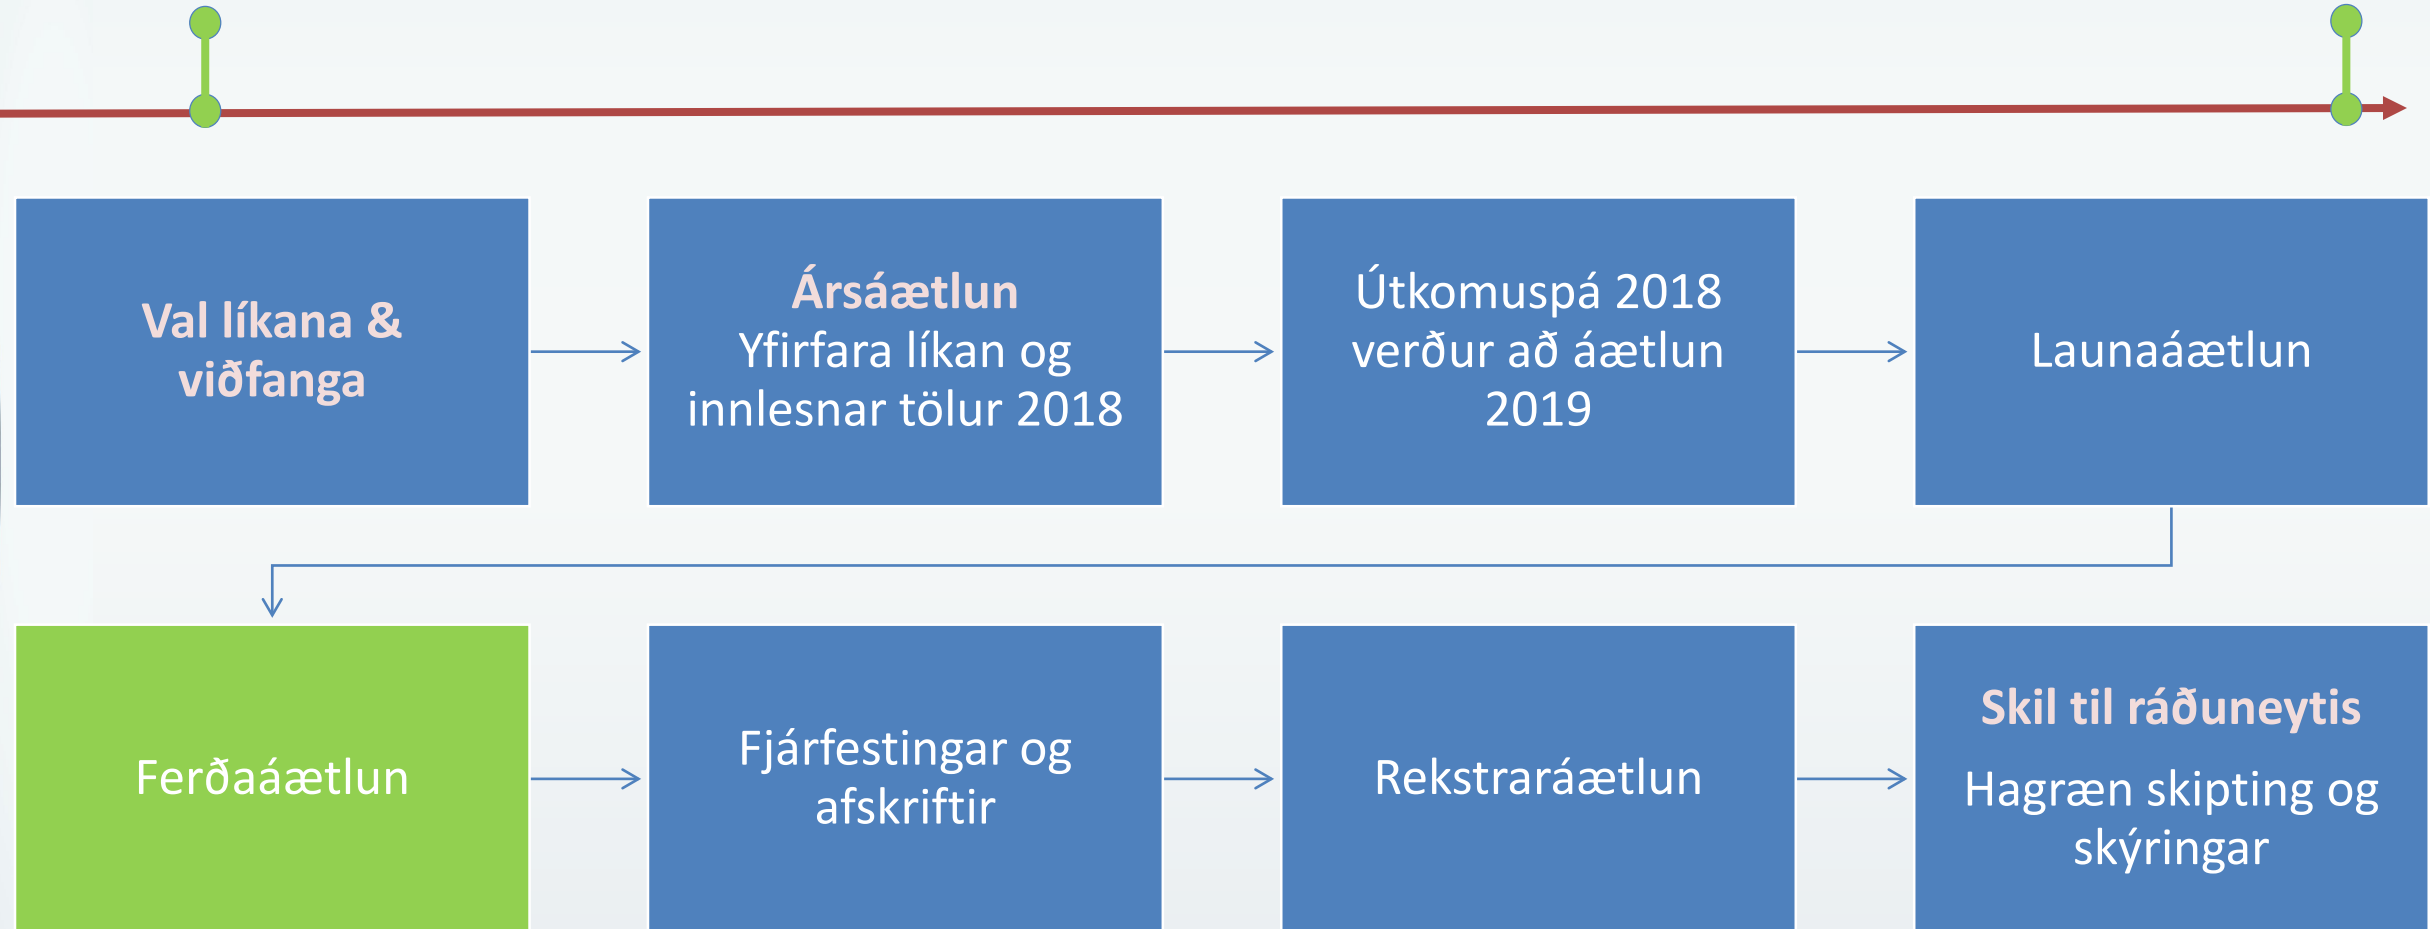 Val líkana &
viðfanga
Ársáætlun
Yfirfara líkan og
innlesnar tölur 2018
Útkomuspá 2018
verður að áætlun
2019
Launaáætlun
Ferðaáætlun
Fjárfestingar og
afskriftir
Rekstraráætlun
Skil til ráðuneytis
Hagræn skipting og
skýringar